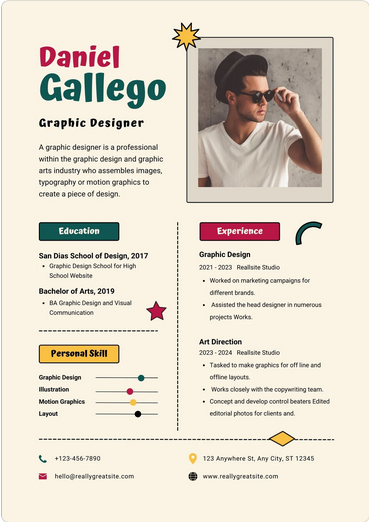 Daniel
Gallego
Graphic Designer
A graphic designer is a professional
within the graphic design and graphic
arts industry who assembles images,
typography or motion graphics to
create a piece of design.
Education
San Dias School of Design, 2017
• Graphic Design School for High
School Website
Bachelor of Arts, 2019
• BA Graphic Design and Visual
Communication
Personal Skill
Graphic Design
Illustration
Motion Graphics
Layout
Experience
Graphic Design
2021 - 2023 Reallsite Studio
• Worked on marketing campaigns for
different brands.
• Assisted the head designer in numerous
projects Works.
Art Direction
2023 - 2024 Reallsite Studio
• Tasked to make graphics for off line and
offline layouts.
• Works closely with the copywriting team.
• Concept and develop control beaters Edited
editorial photos for clients and.
+123-456-7890
123 Anywhere St, Any City, ST 12345
hello@reallygreatsite.com
www.reallygreatsite.com